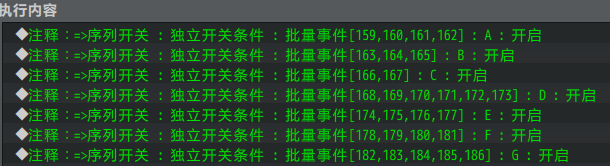 执行内容
◆注释：=>序列开关 : 独立开关条件 : 批量事件[159,160,161,162] : A : 开启
◆注释：=>序列开关 : 独立开关条件 : 批量事件[163,164,165] : B : 开启
◆注释：=>序列开关 : 独立开关条件 : 批量事件[166,167] : C : 开启
◆注释：=>序列开关 : 独立开关条件 : 批量事件[168,169,170,171,172,173] : D : 开启
◆注释：=>序列开关 : 独立开关条件 : 批量事件[174,175,176,177] : E : 开启
◆注释：=>序列开关 : 独立开关条件 : 批量事件[178,179,180,181] : F : 开启
◆注释：=>序列开关 : 独立开关条件 : 批量事件[182,183,184,185,186] : G : 开启